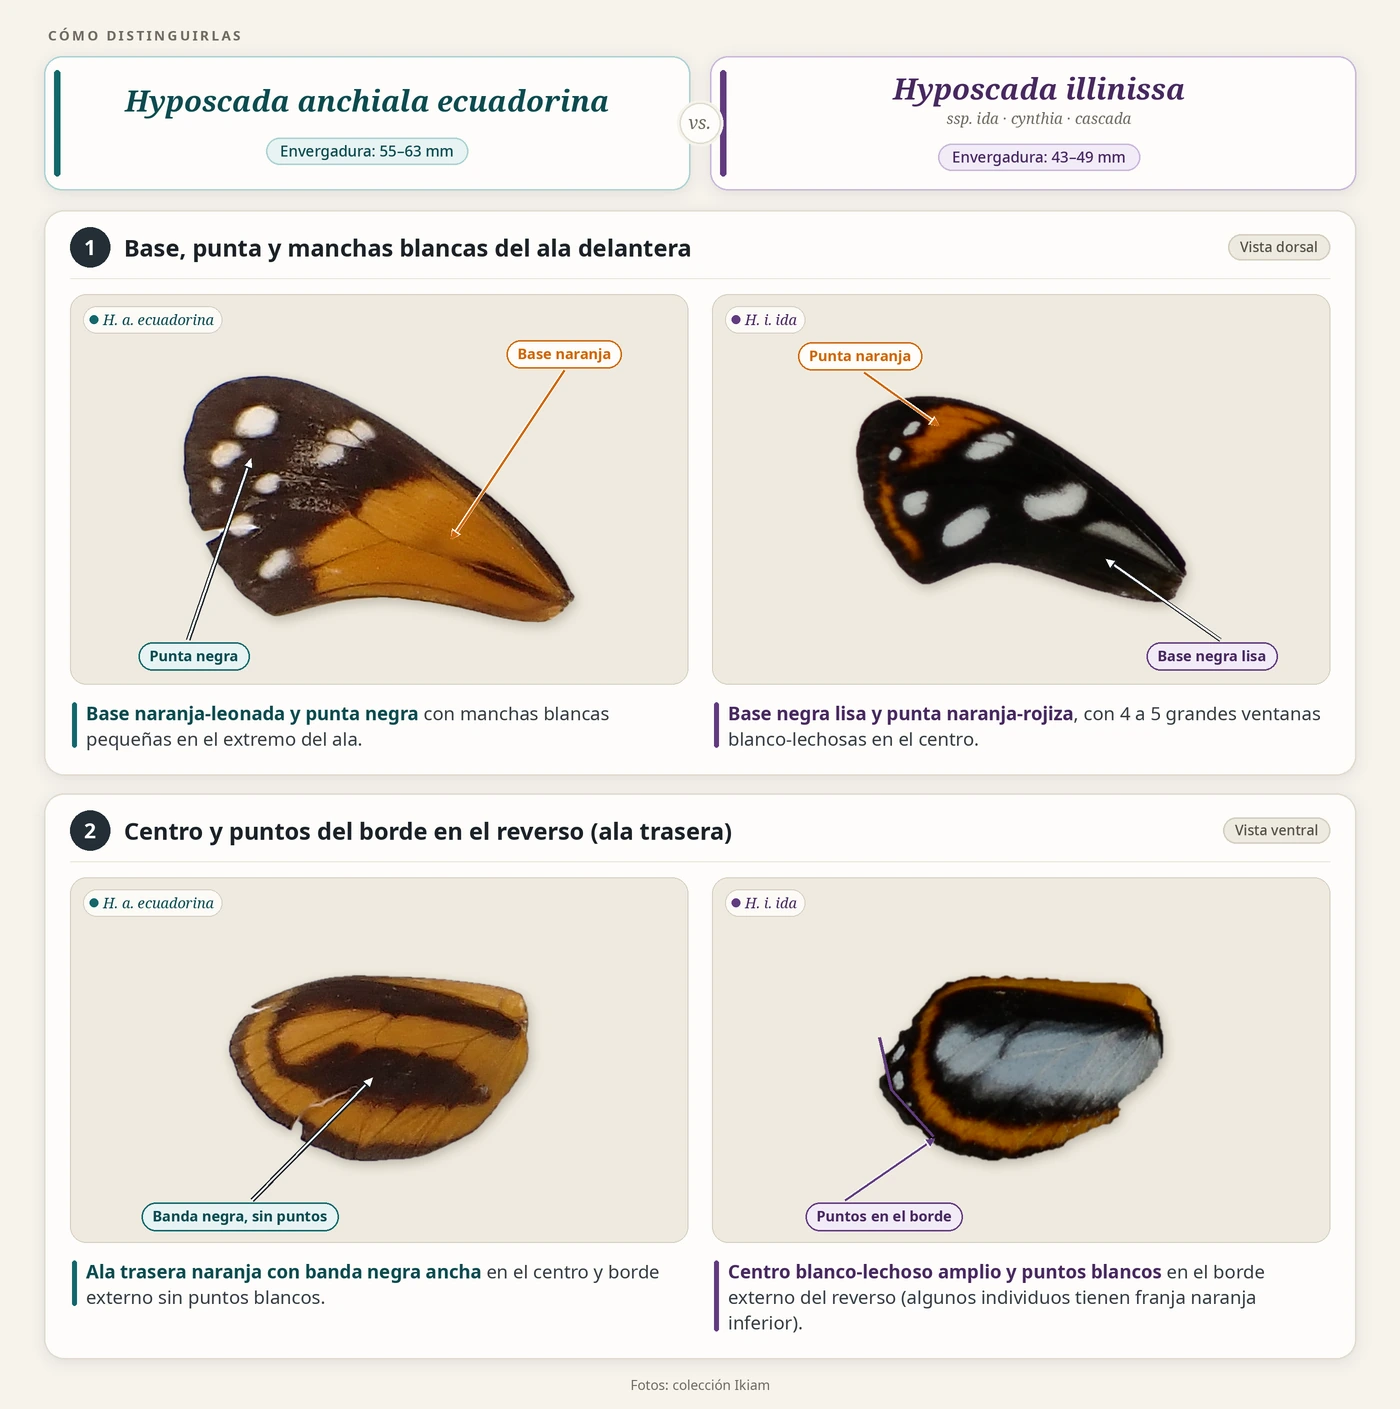 CÓMO DISTINGUIRLAS
Hyposcada anchiala ecuadorina
Envergadura: 55–63 mm
vs.
Hyposcada illinissa
ssp. ida · cynthia · cascada
Envergadura: 43–49 mm
1
Base, punta y manchas blancas del ala delantera
Vista dorsal
H. a. ecuadorina
Base naranja
Punta negra
H. i. ida
Punta naranja
Base negra lisa
Base naranja-leonada y punta negra con manchas blancas
pequeñas en el extremo del ala.
Base negra lisa y punta naranja-rojiza, con 4 a 5 grandes ventanas
blanco-lechosas en el centro.
2
Centro y puntos del borde en el reverso (ala trasera)
Vista ventral
H. a. ecuadorina
Banda negra, sin puntos
H. i. ida
Puntos en el borde
Ala trasera naranja con banda negra ancha en el centro y borde
externo sin puntos blancos.
Centro blanco-lechoso amplio y puntos blancos en el borde
externo del reverso (algunos individuos tienen franja naranja
inferior).
Fotos: colección Ikiam